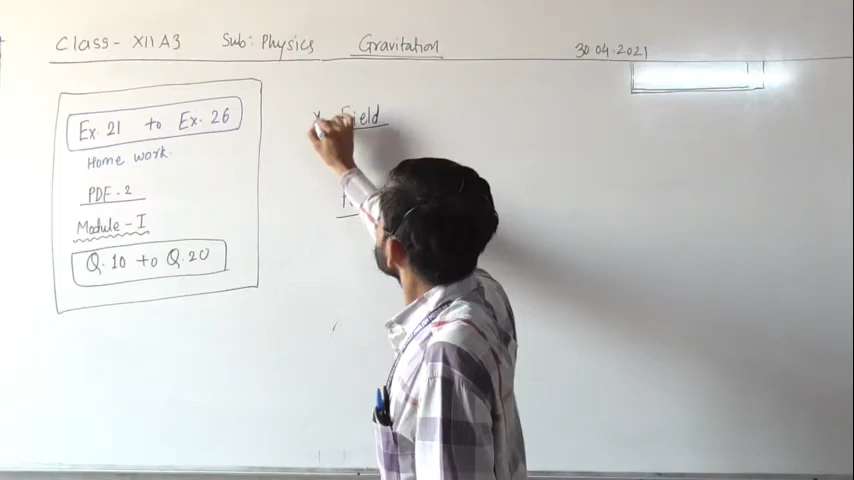 Class- XII A3 Sub: Physics Gravitation 30.04.2021
Ex. 21 to Ex. 26
Home work.
PDF-2
Module-I
Q.10 to Q.20
Field